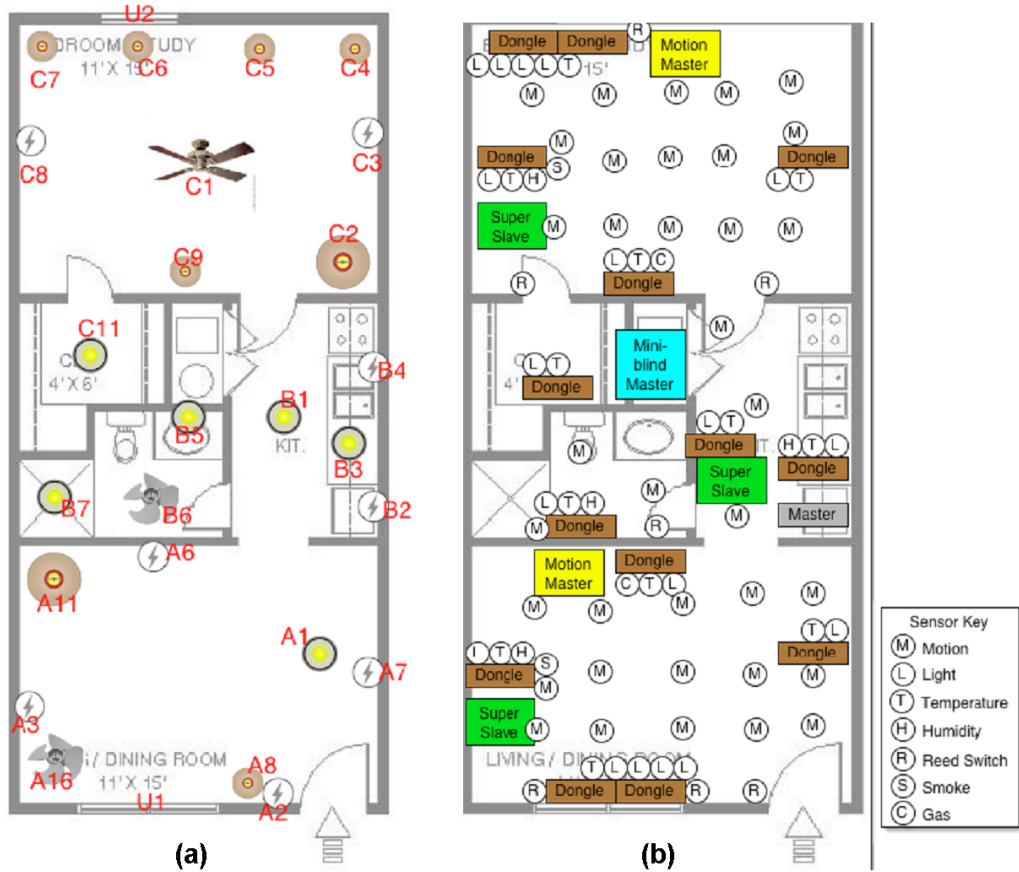 U2
DROOM STUDY
11' X 15'
C7
C6
C5
C4
C8
C1
C3
C9
C2
C11
4' X 6'
B4
B5
B1
KIT.
B3
B7
B6
B2
A6
A11
A1
A7
A3
A16
/ DINING ROOM
11' X 15'
U1
A8
A2
(a)
Dongle Dongle R Motion Master
L L L L T
15'
M M M M M
Dongle M M M M M Dongle
L T H S L T
Super Slave M M M M M
L T C
R Dongle R
M
Mini-blind Master
L T
4'
Dongle
M
L T
Dongle
H T L
Dongle
M
Super Slave
L T H
M
Master
M Dongle R M
Motion Master
Dongle
C T L
M M M M M
I T H S
Dongle M
M M M
T L
Dongle
M
Super Slave
M M M M M
LIVING / DINING ROOM
T L L L L
R Dongle Dongle R R
(b)
Sensor Key
M Motion
L Light
T Temperature
H Humidity
R Reed Switch
S Smoke
C Gas